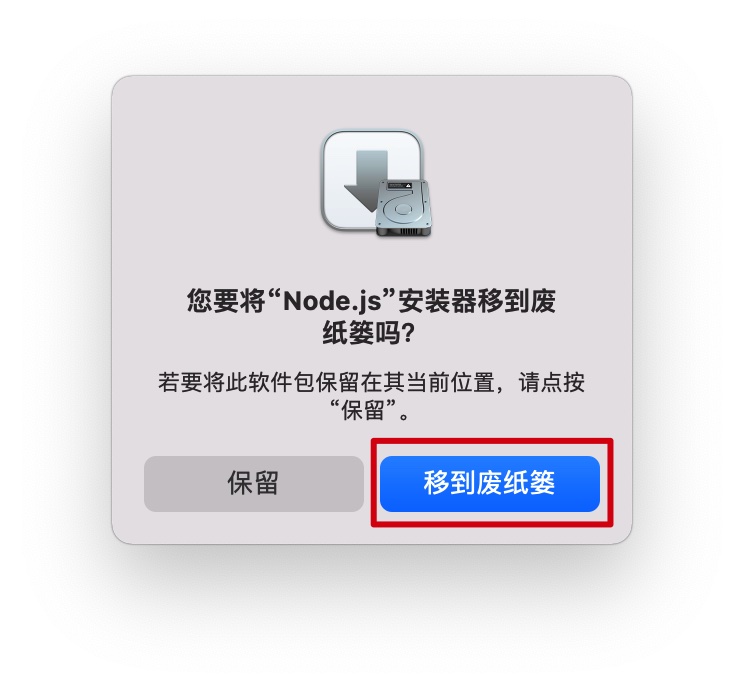 您要将“Node.js”安装器移到废
纸篓吗?
若要将此软件包保留在其当前位置，请点按
“保留”。
保留
移到废纸篓